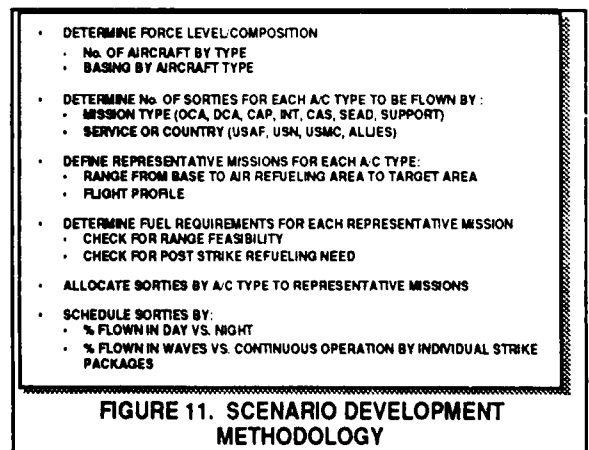 • DETERMINE FORCE LEVEL/COMPOSITION
• No. OF AIRCRAFT BY TYPE
• BASING BY AIRCRAFT TYPE
• DETERMINE No. OF SORTIES FOR EACH A/C TYPE TO BE FLOWN BY :
• MISSION TYPE (OCA, DCA, CAP, INT, CAS, SEAD, SUPPORT)
• SERVICE OR COUNTRY (USAF, USN, USMC, ALLIES)
• DEFINE REPRESENTATIVE MISSIONS FOR EACH A/C TYPE:
• RANGE FROM BASE TO AIR REFUELING AREA TO TARGET AREA
• FLIGHT PROFILE
• DETERMINE FUEL REQUIREMENTS FOR EACH REPRESENTATIVE MISSION
• CHECK FOR RANGE FEASIBILITY
• CHECK FOR POST STRIKE REFUELING NEED
• ALLOCATE SORTIES BY A/C TYPE TO REPRESENTATIVE MISSIONS
• SCHEDULE SORTIES BY:
• % FLOWN IN DAY VS. NIGHT
• % FLOWN IN WAVES VS. CONTINUOUS OPERATION BY INDIVIDUAL STRIKE
PACKAGES
FIGURE 11. SCENARIO DEVELOPMENT
METHODOLOGY